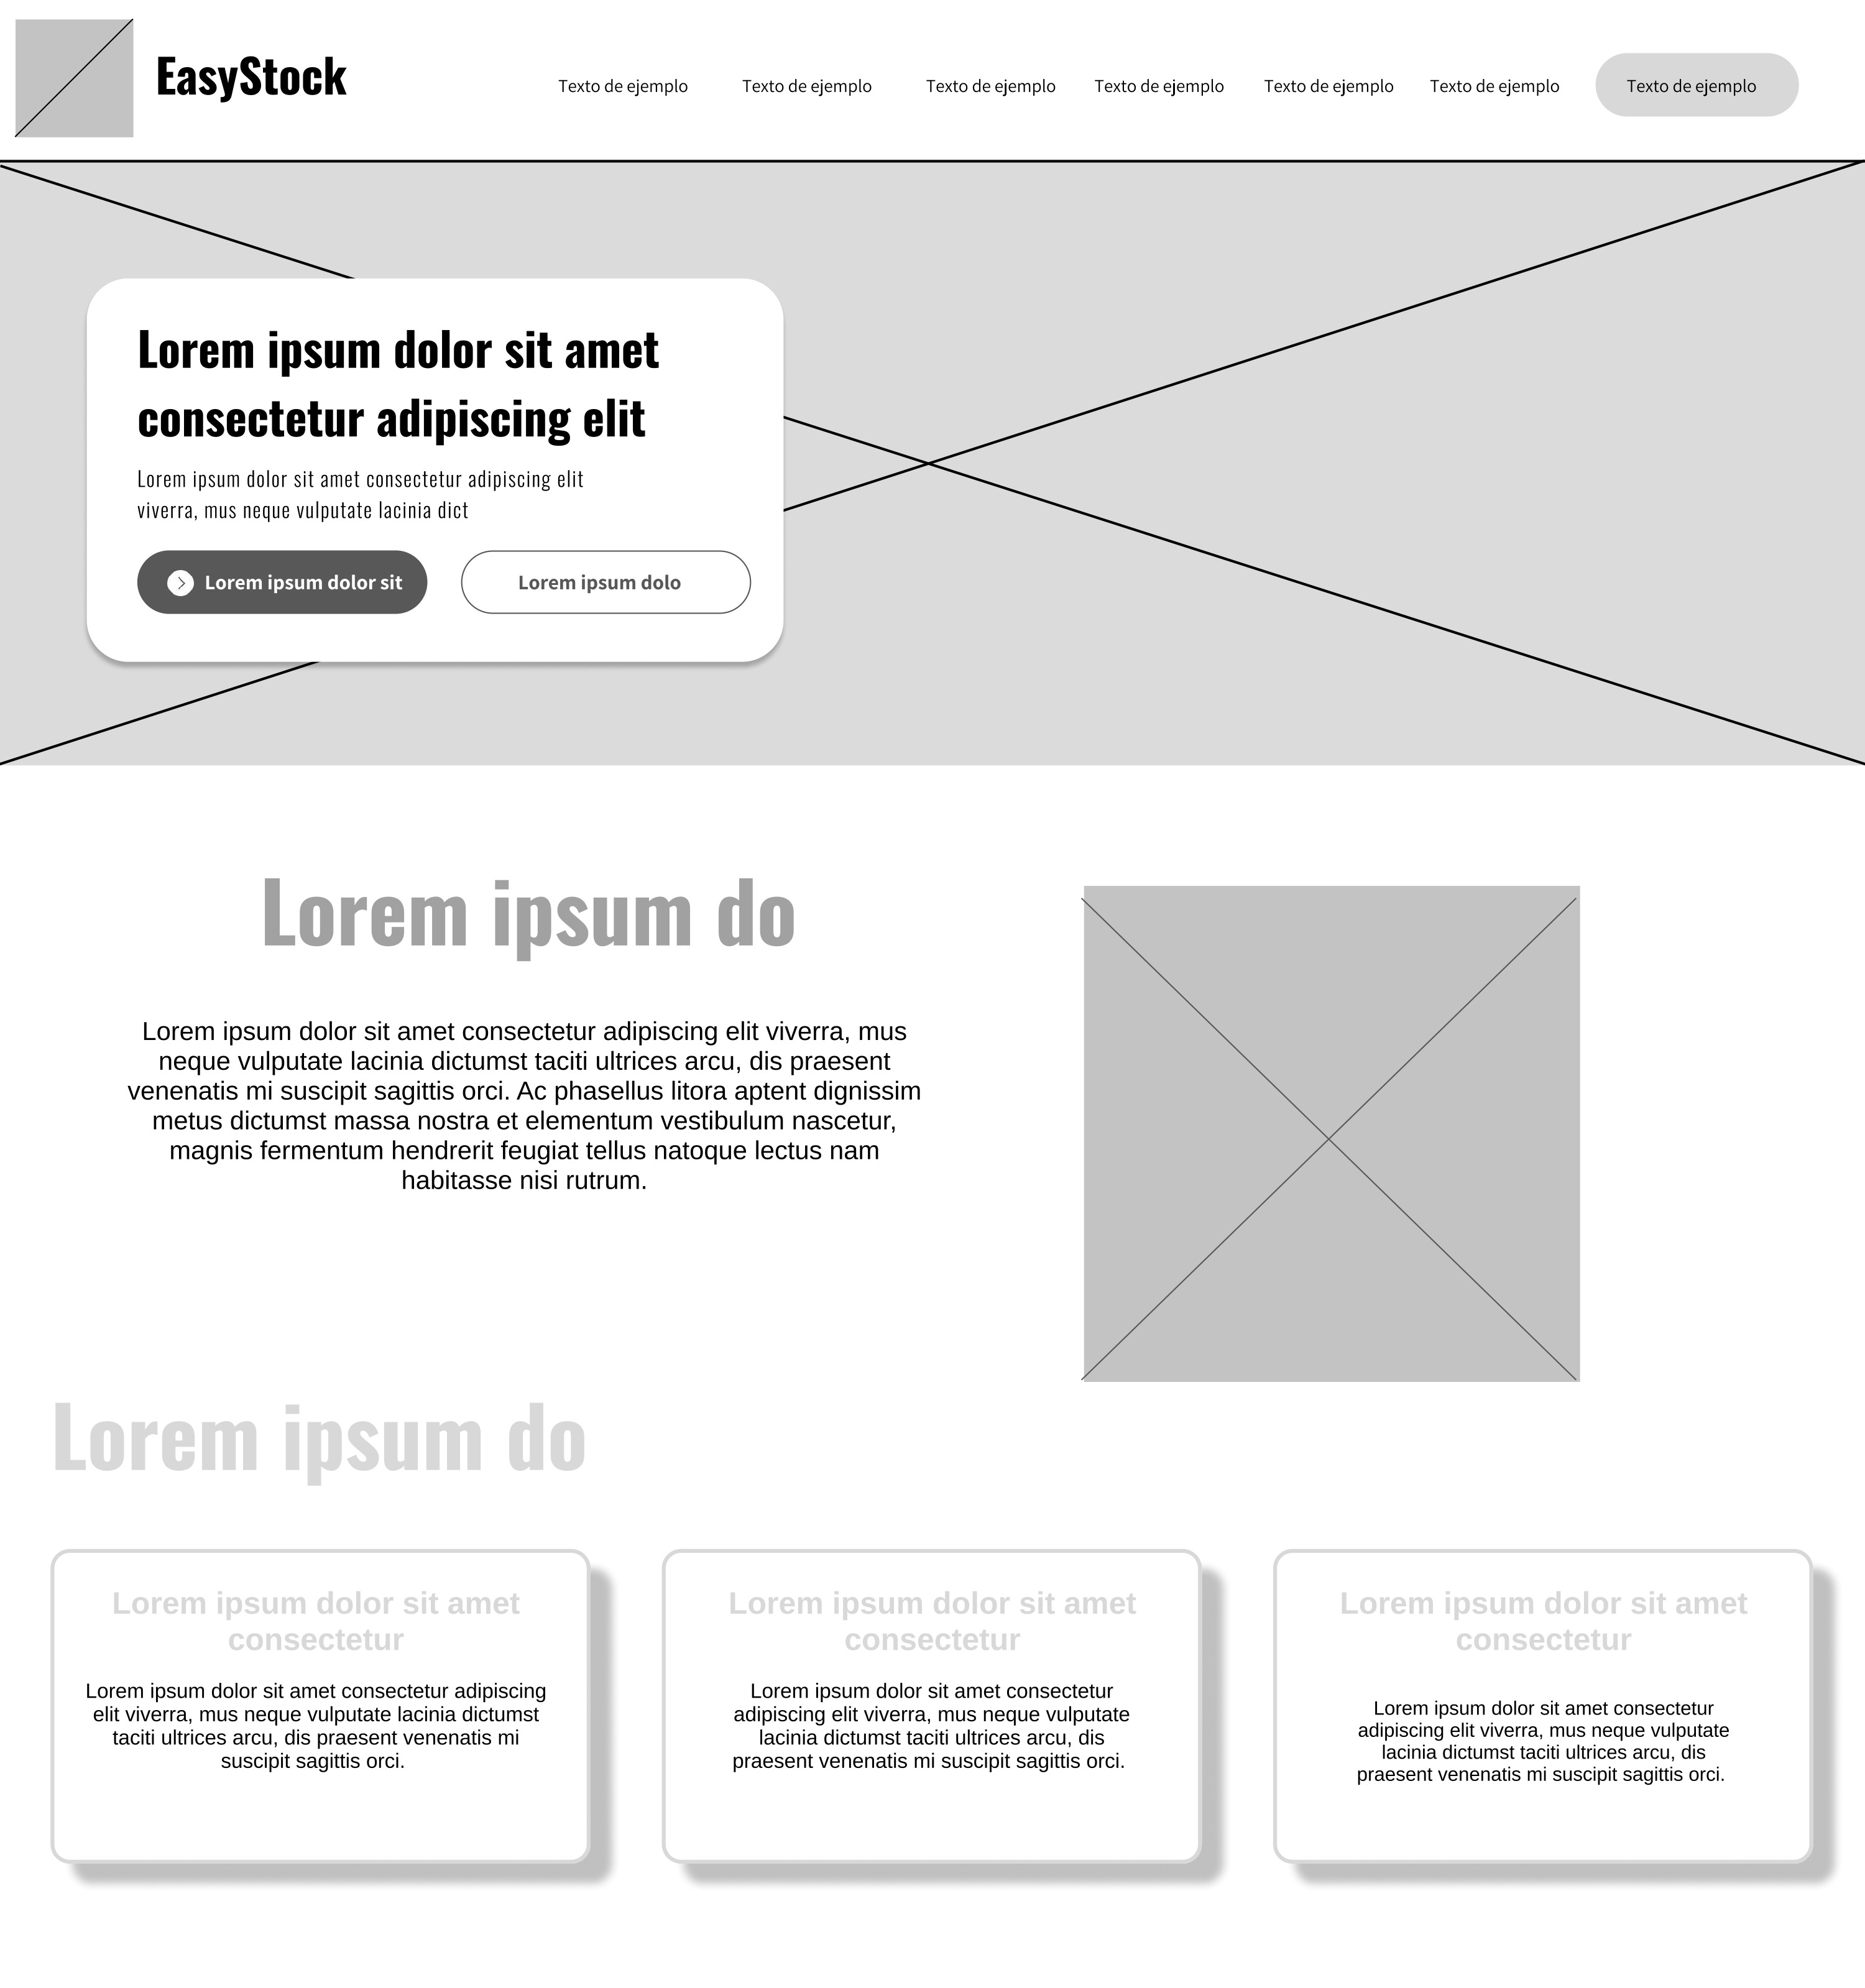 EasyStock
Texto de ejemplo
Texto de ejemplo
Texto de ejemplo
Texto de ejemplo
Texto de ejemplo
Texto de ejemplo
Texto de ejemplo
Lorem ipsum dolor sit amet
consectetur adipiscing elit
Lorem ipsum dolor sit amet consectetur adipiscing elit
viverra, mus neque vulputate lacinia dict
Lorem ipsum dolor sit
Lorem ipsum dolo
Lorem ipsum do
Lorem ipsum dolor sit amet consectetur adipiscing elit viverra, mus
neque vulputate lacinia dictumst taciti ultrices arcu, dis praesent
venenatis mi suscipit sagittis orci. Ac phasellus litora aptent dignissim
metus dictumst massa nostra et elementum vestibulum nascetur,
magnis fermentum hendrerit feugiat tellus natoque lectus nam
habitasse nisi rutrum.
Lorem ipsum do
Lorem ipsum dolor sit amet
consectetur
Lorem ipsum dolor sit amet consectetur adipiscing
elit viverra, mus neque vulputate lacinia dictumst
taciti ultrices arcu, dis praesent venenatis mi
suscipit sagittis orci.
Lorem ipsum dolor sit amet
consectetur
Lorem ipsum dolor sit amet consectetur
adipiscing elit viverra, mus neque vulputate
lacinia dictumst taciti ultrices arcu, dis
praesent venenatis mi suscipit sagittis orci.
Lorem ipsum dolor sit amet
consectetur
Lorem ipsum dolor sit amet consectetur
adipiscing elit viverra, mus neque vulputate
lacinia dictumst taciti ultrices arcu, dis
praesent venenatis mi suscipit sagittis orci.